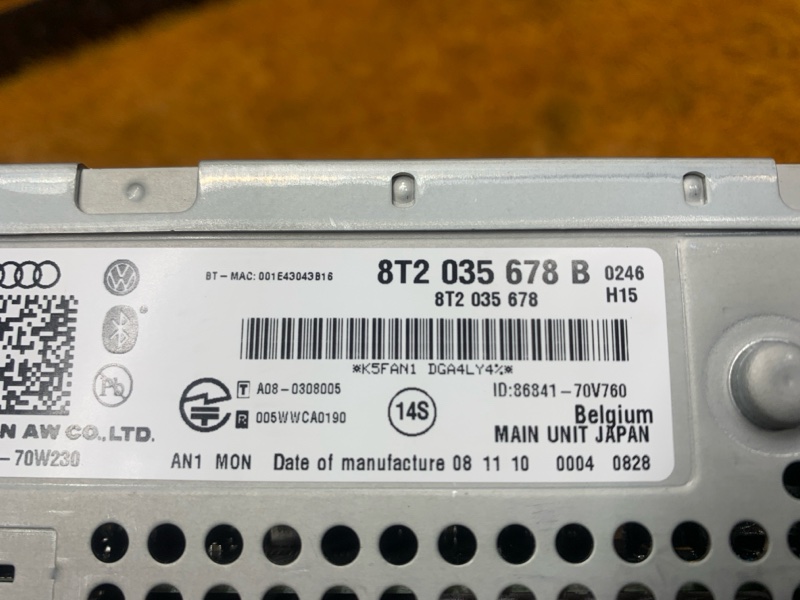 BT-MAC:001E43043B16
8T2 035 678 B 0246
8T2 035 678 H15
*K5FAN1 DGA4LY4%*
Pb
T A08-0308005
R 005WWCA0190
14S
ID:86841-70V760
Belgium
MAIN UNIT JAPAN
N AW CO.,LTD.
-70W230
AN1 MON Date of manufacture 08 11 10 0004 0828